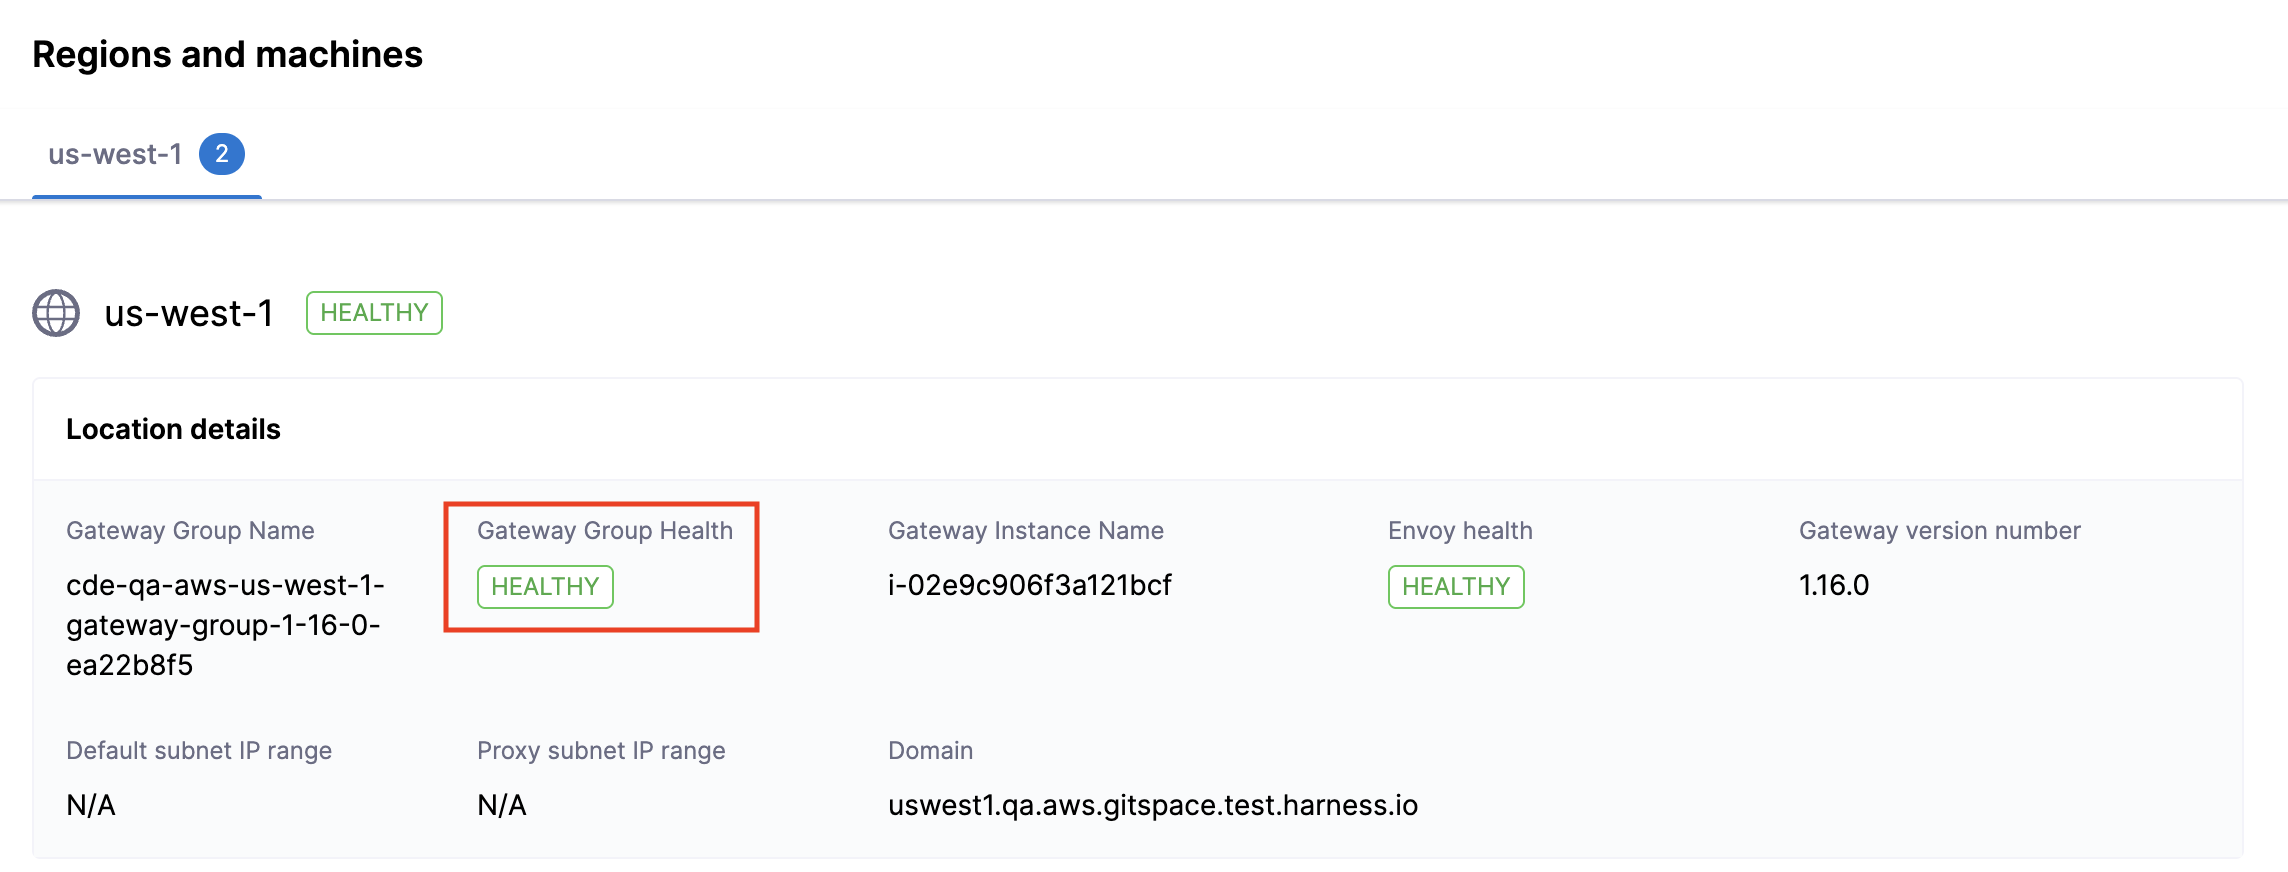 Regions and machines
us-west-1 2
us-west-1 HEALTHY
Location details
Gateway Group Name
cde-qa-aws-us-west-1-
gateway-group-1-16-0-
ea22b8f5
Gateway Group Health
HEALTHY
Gateway Instance Name
i-02e9c906f3a121bcf
Envoy health
HEALTHY
Gateway version number
1.16.0
Default subnet IP range
N/A
Proxy subnet IP range
N/A
Domain
uswest1.qa.aws.gitspace.test.harness.io